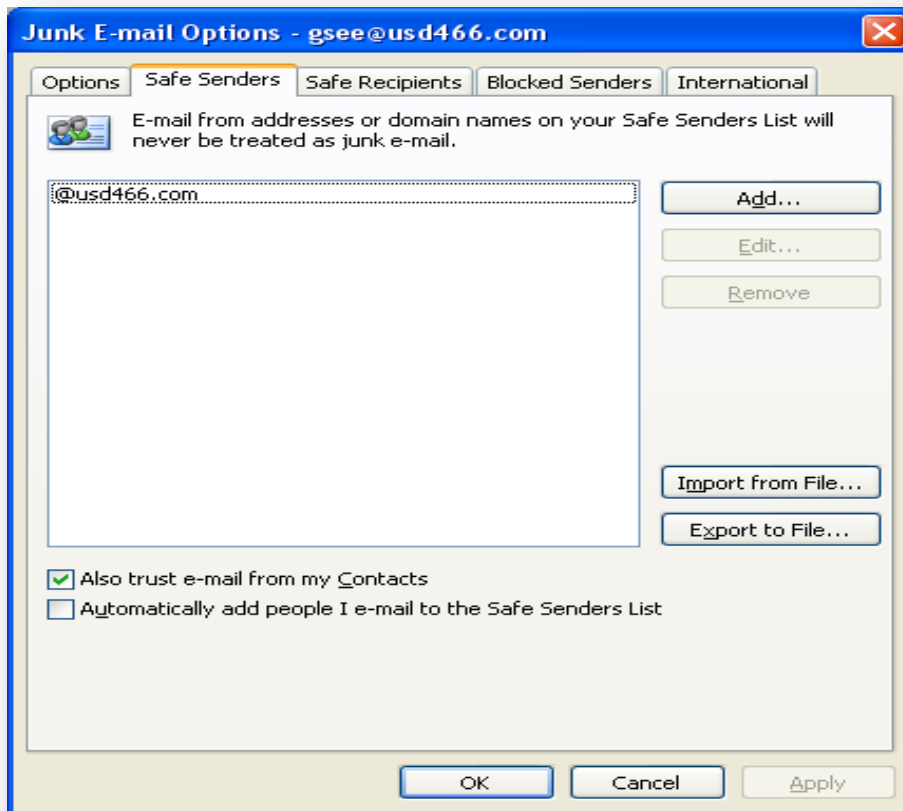 Junk E-mail Options - gsee@usd466.com
Options Safe Senders Safe Recipients Blocked Senders International
E-mail from addresses or domain names on your Safe Senders List will
never be treated as junk e-mail.
@usd466.com
Add...
Edit...
Remove
Import from File...
Export to File...
Also trust e-mail from my Contacts
Automatically add people I e-mail to the Safe Senders List
OK Cancel Apply